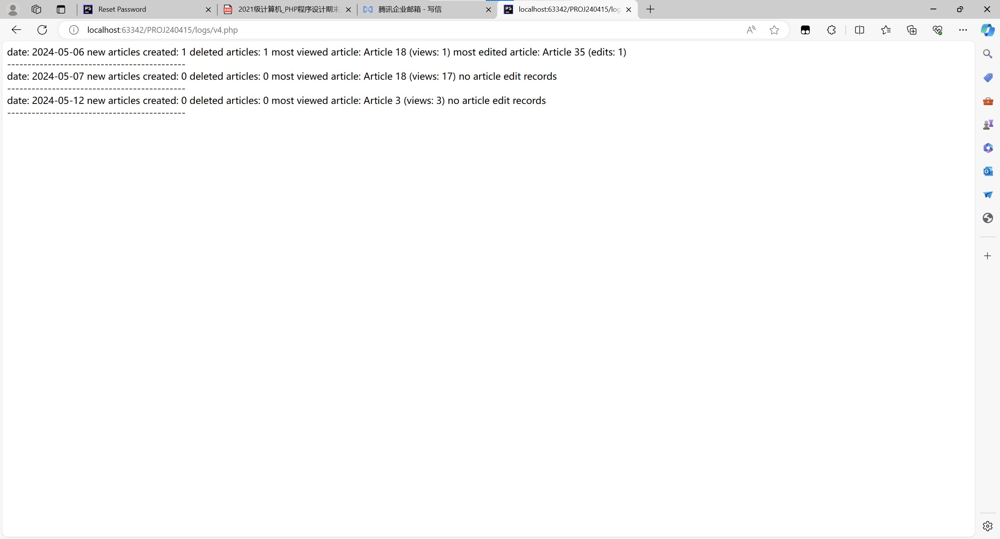 Reset Password
2021级计算机_PHP程序设计期末
腾讯企业邮箱 - 写信
localhost:63342/PROJ240415/log
localhost:63342/PROJ240415/logs/v4.php
date: 2024-05-06 new articles created: 1 deleted articles: 1 most viewed article: Article 18 (views: 1) most edited article: Article 35 (edits: 1)
--------------------------------------------
date: 2024-05-07 new articles created: 0 deleted articles: 0 most viewed article: Article 18 (views: 17) no article edit records
--------------------------------------------
date: 2024-05-12 new articles created: 0 deleted articles: 0 most viewed article: Article 3 (views: 3) no article edit records
--------------------------------------------